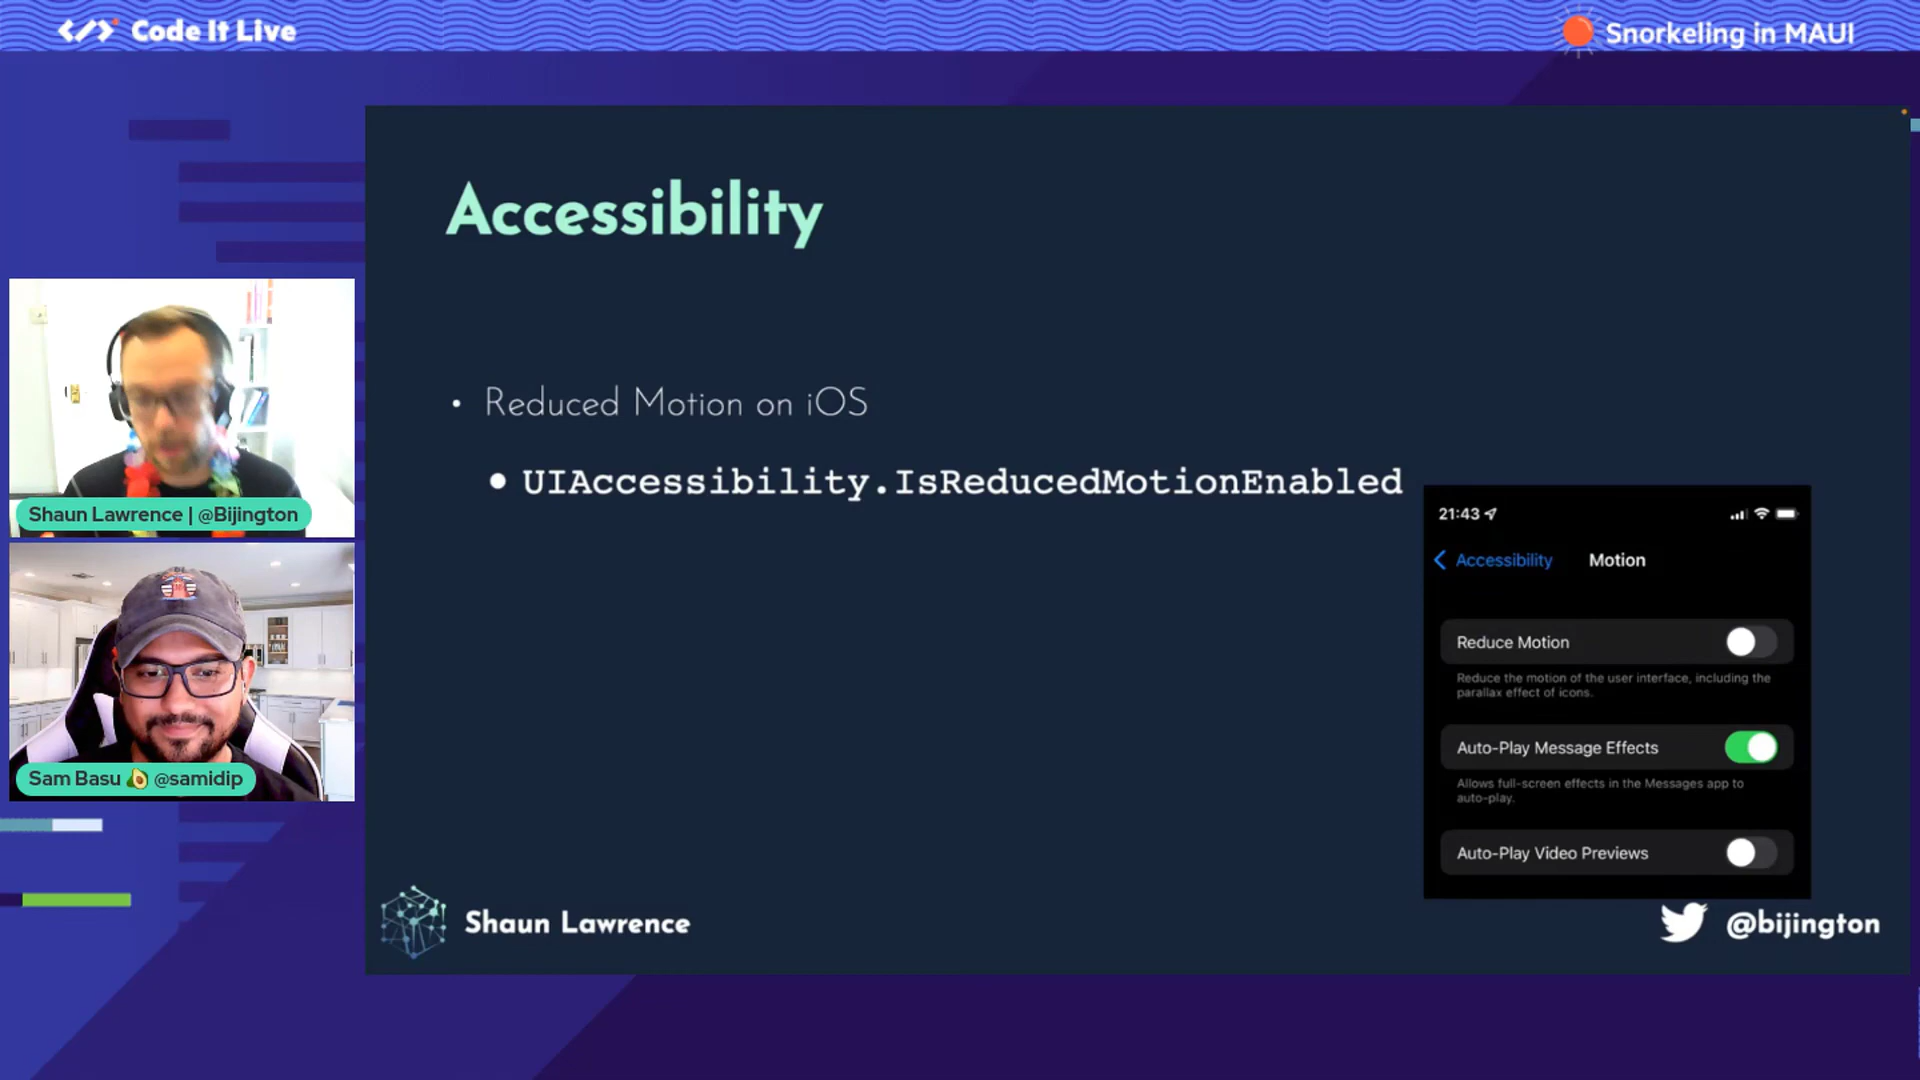 Code It Live
Snorkeling in MAUI
Accessibility
• Reduced Motion on iOS
• UIAccessibility.IsReducedMotionEnabled
21:43
Accessibility
Motion
Reduce Motion
Reduce the motion of the user interface, including the
parallax effect of icons.
Auto-Play Message Effects
Allows full-screen effects in the Messages app to
auto-play.
Auto-Play Video Previews
Shaun Lawrence | @Bijington
Sam Basu 🥑 @samidip
Shaun Lawrence
@bijington